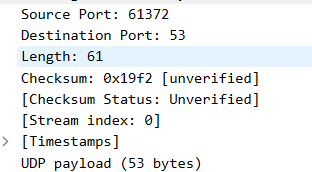 Source Port: 61372
Destination Port: 53
Length: 61
Checksum: 0x19f2 [unverified]
[Checksum Status: Unverified]
[Stream index: 0]
[Timestamps]
UDP payload (53 bytes)